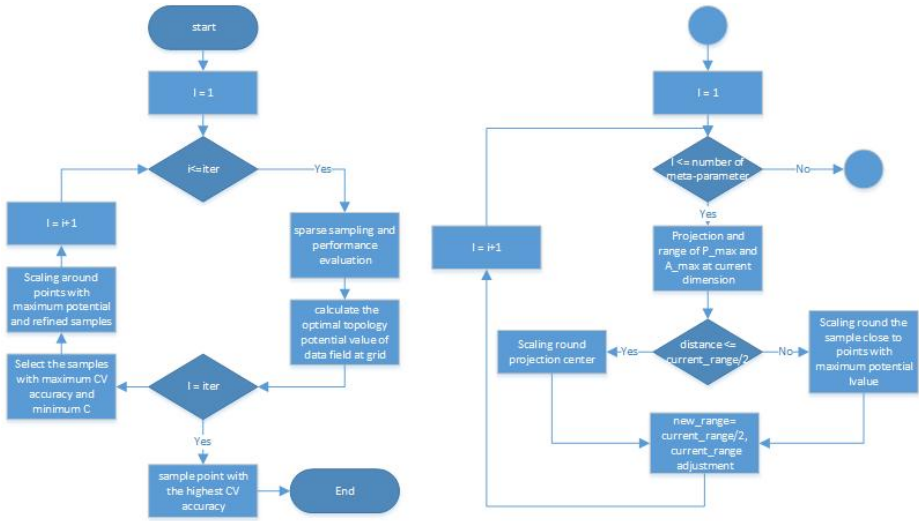 start
I = 1
i<=iter
Yes
sparse sampling and
performance
evaluation
calculate the
optimal topology
potential value of
data field at grid
I = iter
Select the samples
with maximum CV
accuracy and
minimum C
Scaling around
points with
maximum potential
and refined samples
I = i+1
Yes
sample point with
the highest CV
accuracy
End
I = 1
I <= number of
meta-parameter
No
Yes
Projection and
range of P_max and
A_max at current
dimension
distance <=
current_range/2
Yes
Scaling round
projection center
No
Scaling round the
sample close to
points with
maximum potential
lvalue
new_range=
current_range/2,
current_range
adjustment
I = i+1